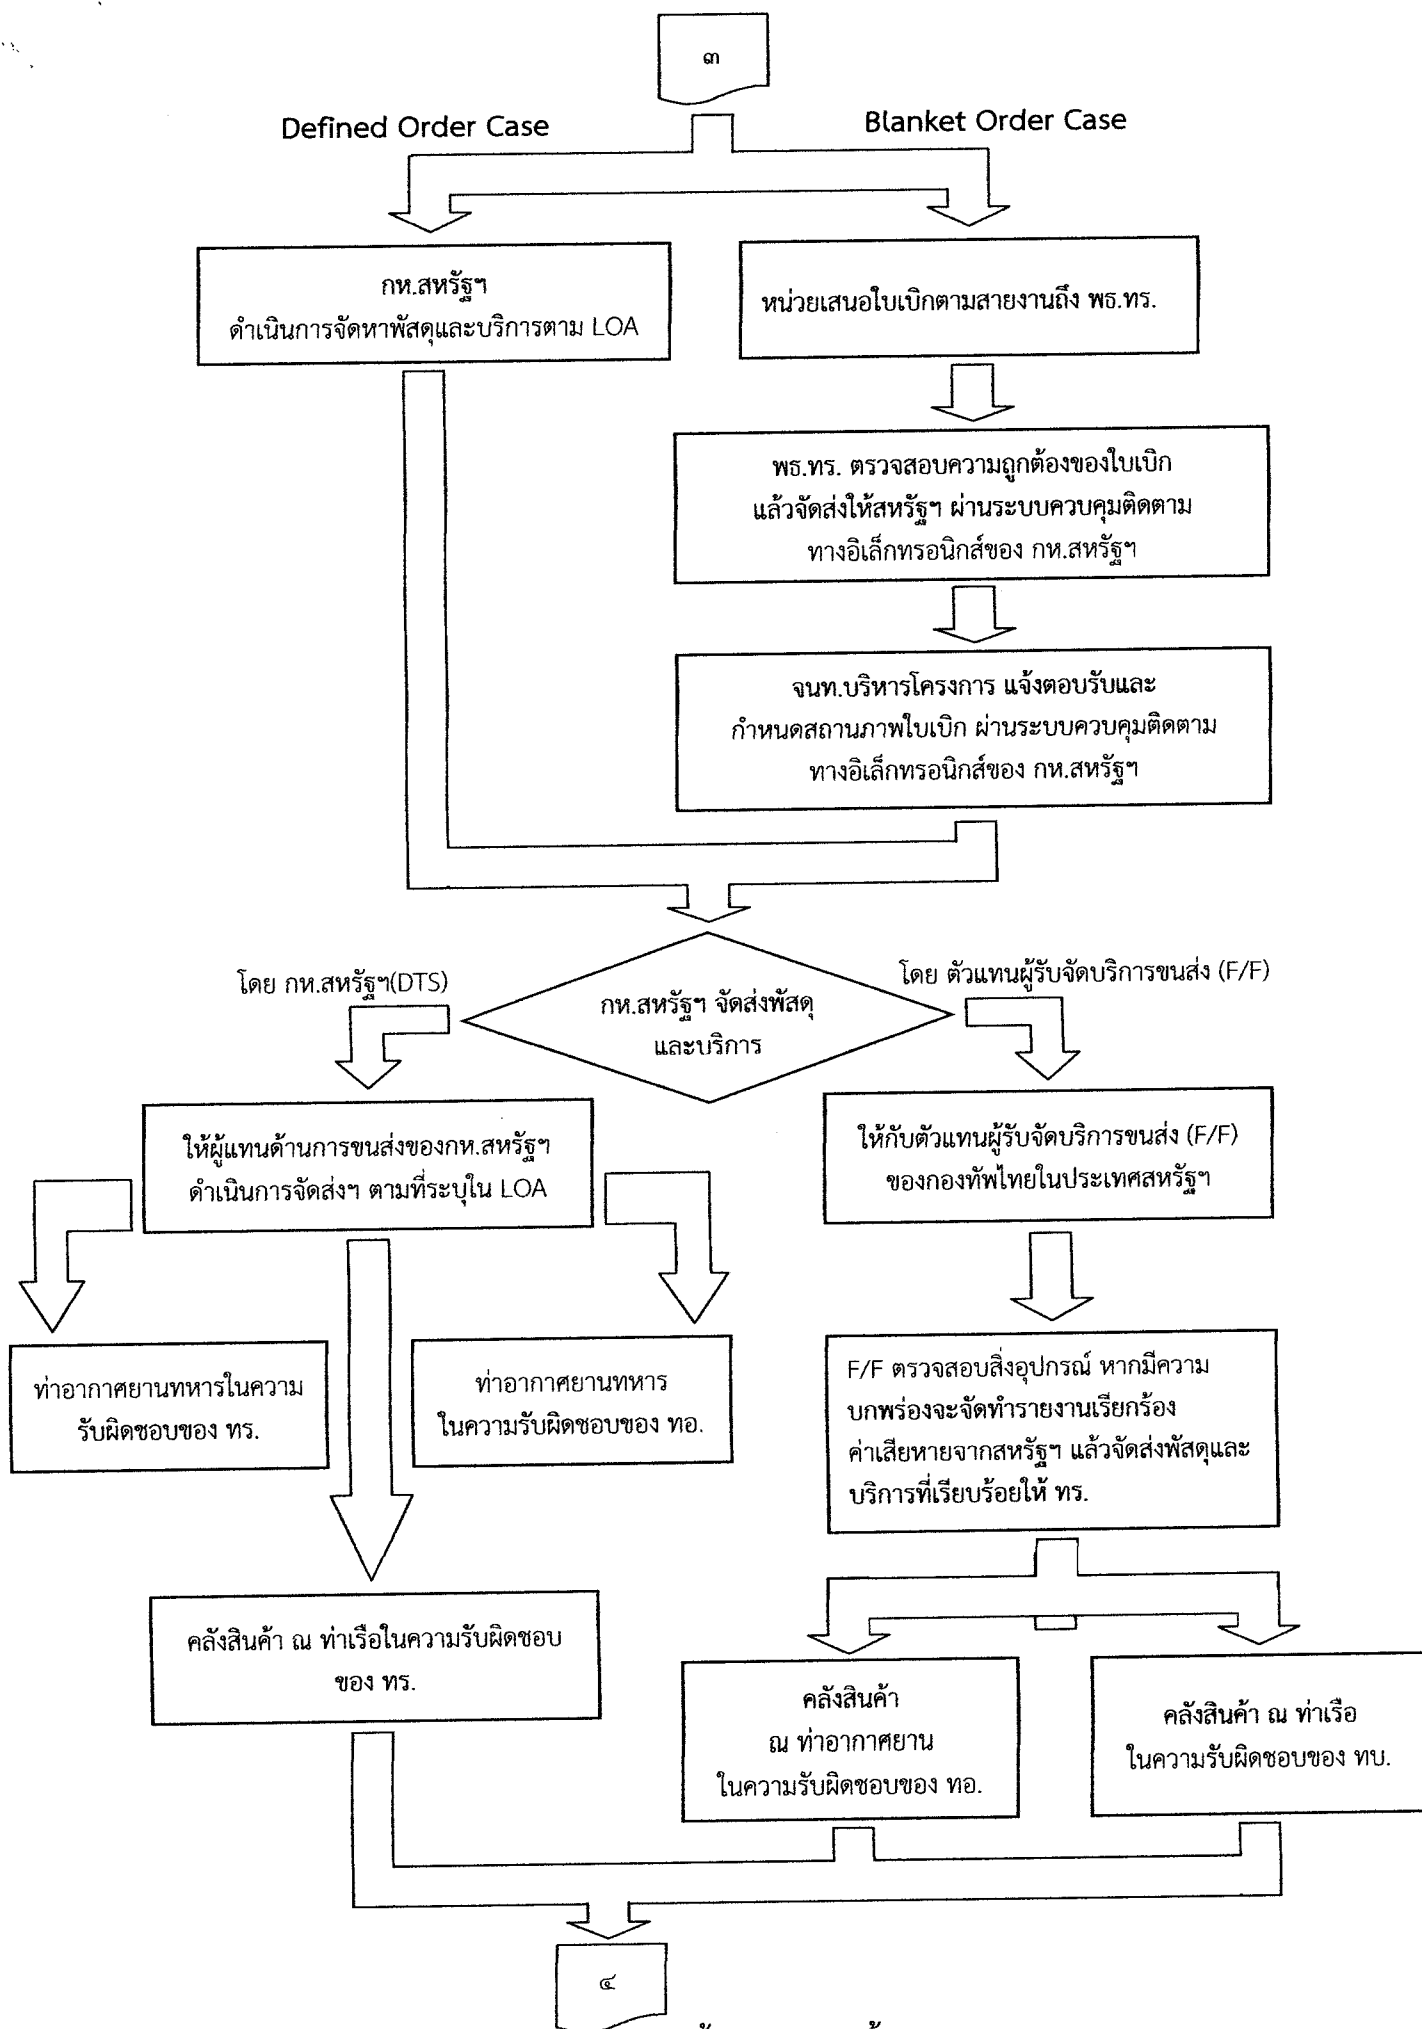 ๓
Defined Order Case
Blanket Order Case
กห.สหรัฐฯ
ดำเนินการจัดหาพัสดุและบริการตาม LOA
หน่วยเสนอใบเบิกตามสายงานถึง พธ.ทร.
พธ.ทร. ตรวจสอบความถูกต้องของใบเบิก
แล้วจัดส่งให้สหรัฐฯ ผ่านระบบควบคุมติดตาม
ทางอิเล็กทรอนิกส์ของ กห.สหรัฐฯ
จนท.บริหารโครงการ แจ้งตอบรับและ
กำหนดสถานภาพใบเบิก ผ่านระบบควบคุมติดตาม
ทางอิเล็กทรอนิกส์ของ กห.สหรัฐฯ
โดย กห.สหรัฐฯ(DTS)
โดย ตัวแทนผู้รับจัดบริการขนส่ง (F/F)
กห.สหรัฐฯ จัดส่งพัสดุ
และบริการ
ให้ผู้แทนด้านการขนส่งของกห.สหรัฐฯ
ดำเนินการจัดส่งฯ ตามที่ระบุใน LOA
ให้กับตัวแทนผู้รับจัดบริการขนส่ง (F/F)
ของกองทัพไทยในประเทศสหรัฐฯ
ท่าอากาศยานทหารในความ
รับผิดชอบของ ทร.
ท่าอากาศยานทหาร
ในความรับผิดชอบของ ทอ.
F/F ตรวจสอบสิ่งอุปกรณ์ หากมีความ
บกพร่องจะจัดทำรายงานเรียกร้อง
ค่าเสียหายจากสหรัฐฯ แล้วจัดส่งพัสดุและ
บริการที่เรียบร้อยให้ ทร.
คลังสินค้า ณ ท่าเรือในความรับผิดชอบ
ของ ทร.
คลังสินค้า
ณ ท่าอากาศยาน
ในความรับผิดชอบของ ทอ.
คลังสินค้า ณ ท่าเรือ
ในความรับผิดชอบของ ทบ.
๔